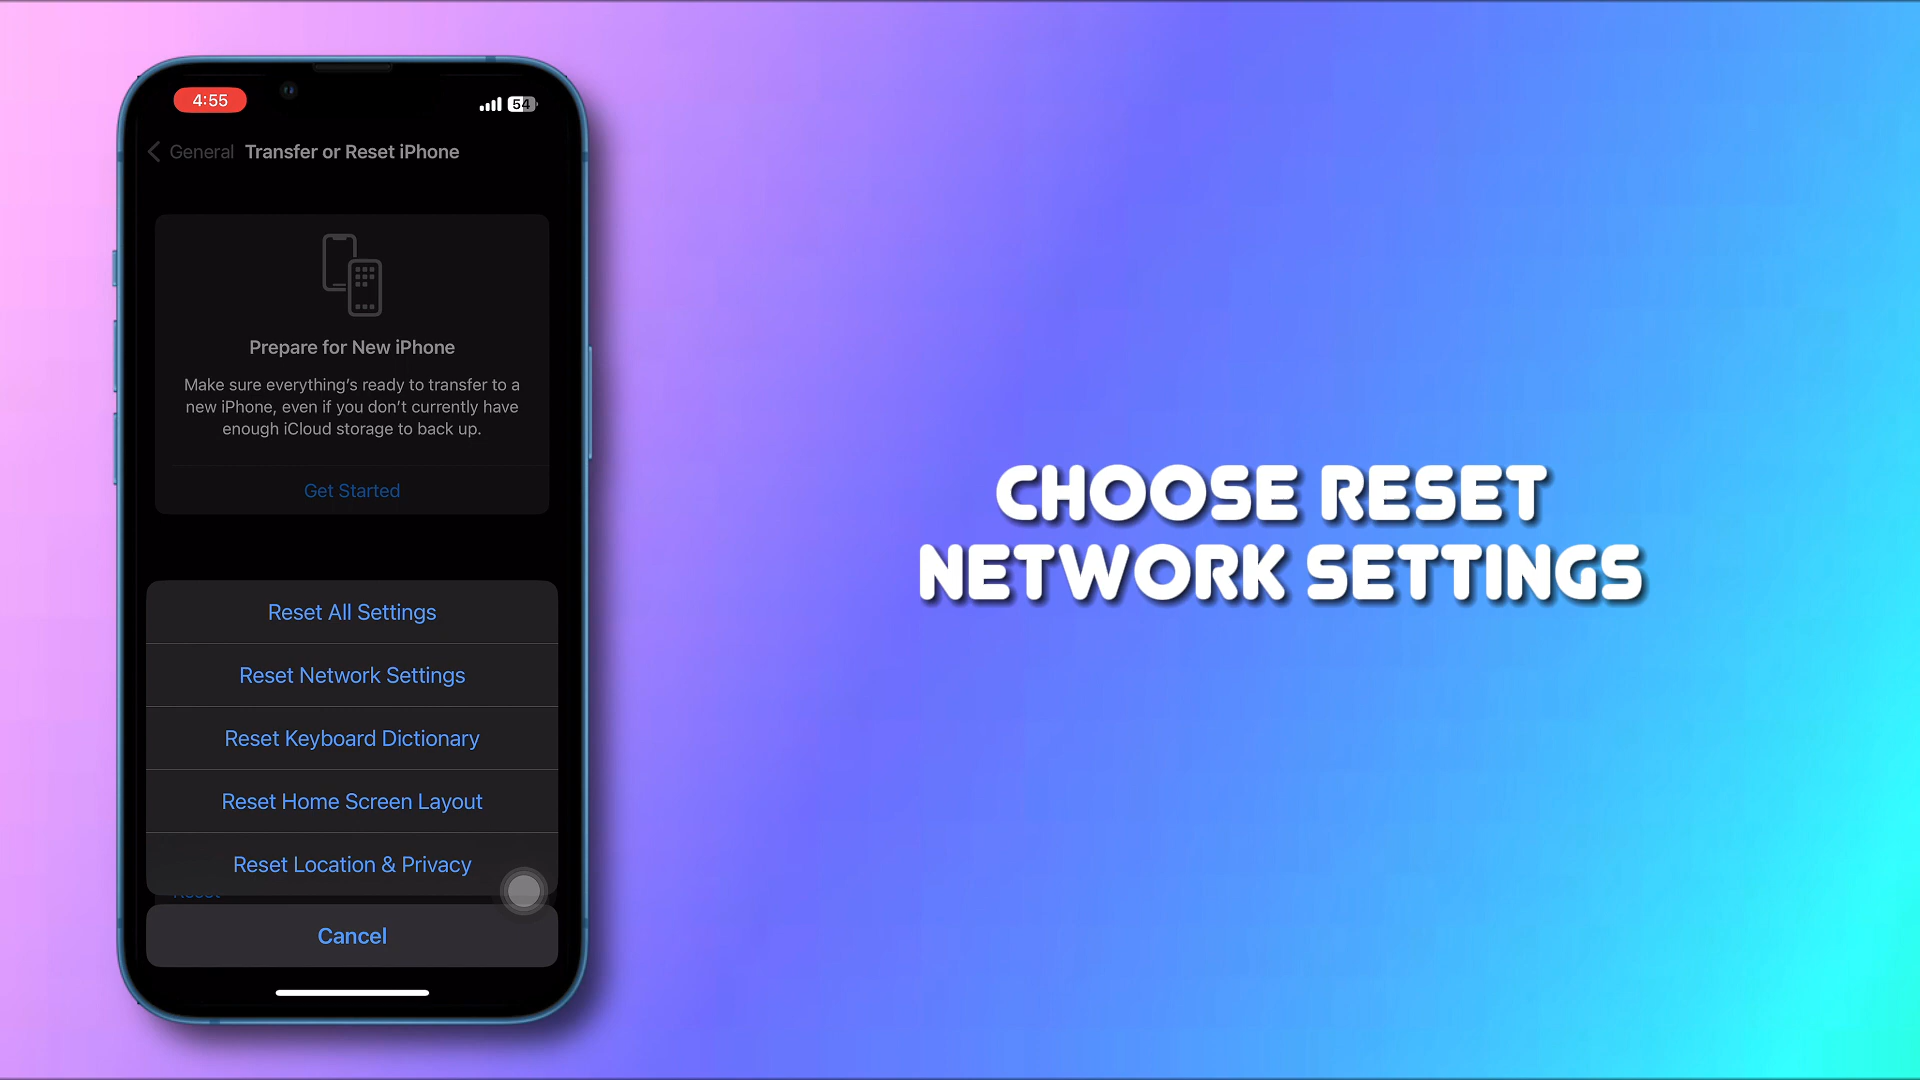 4:55
54
General Transfer or Reset iPhone
Prepare for New iPhone
Make sure everything's ready to transfer to a
new iPhone, even if you don't currently have
enough iCloud storage to back up.
Get Started
Reset All Settings
Reset Network Settings
Reset Keyboard Dictionary
Reset Home Screen Layout
Reset Location & Privacy
Reset
Cancel
CHOOSE RESET
NETWORK SETTINGS